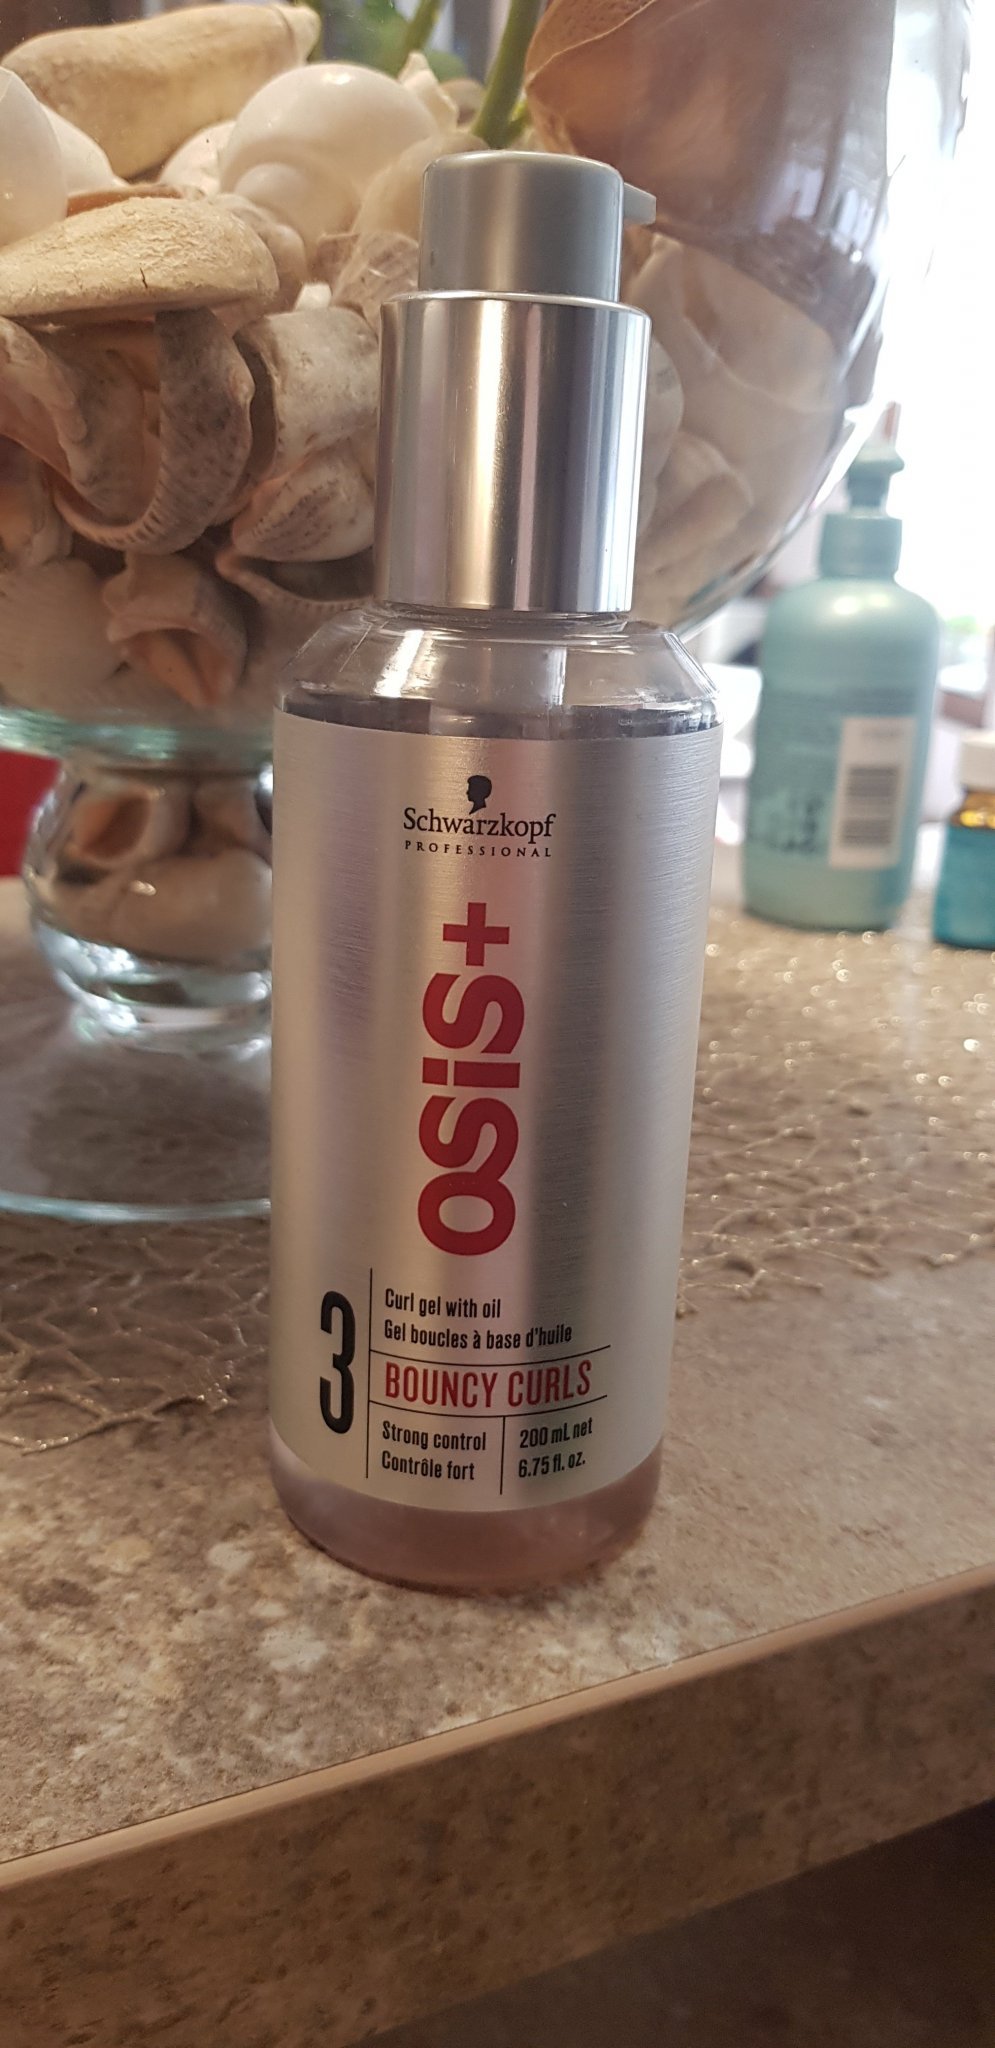 Schwarzkopf
PROFESSIONAL
OSiS+
3
Curl gel with oil
Gel boucles à base d'huile
BOUNCY CURLS
Strong control
Contrôle fort
200 mL net
6.75 fl. oz.